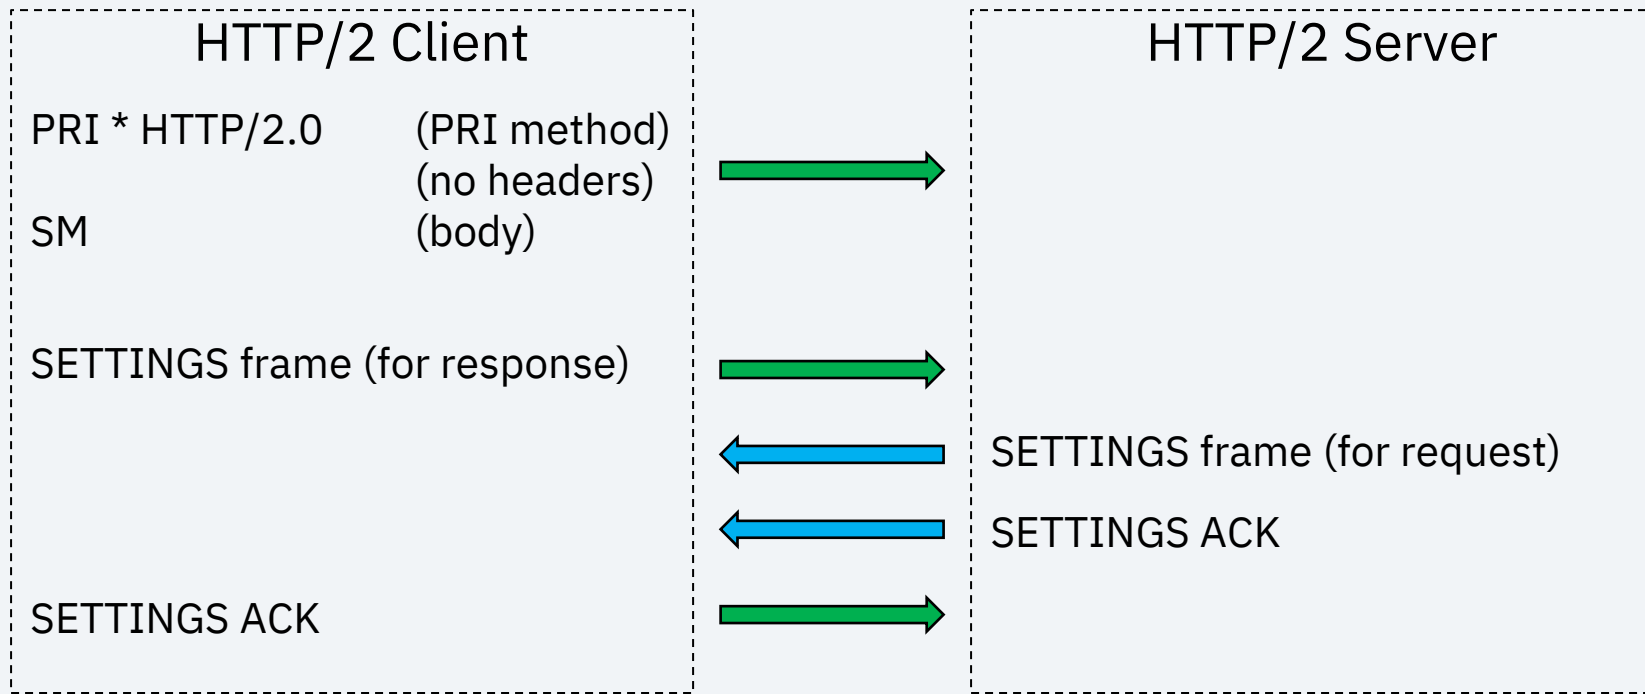 HTTP/2 Client
PRI * HTTP/2.0 (PRI method)
(no headers)
SM (body)
SETTINGS frame (for response)
SETTINGS ACK
HTTP/2 Server
SETTINGS frame (for request)
SETTINGS ACK